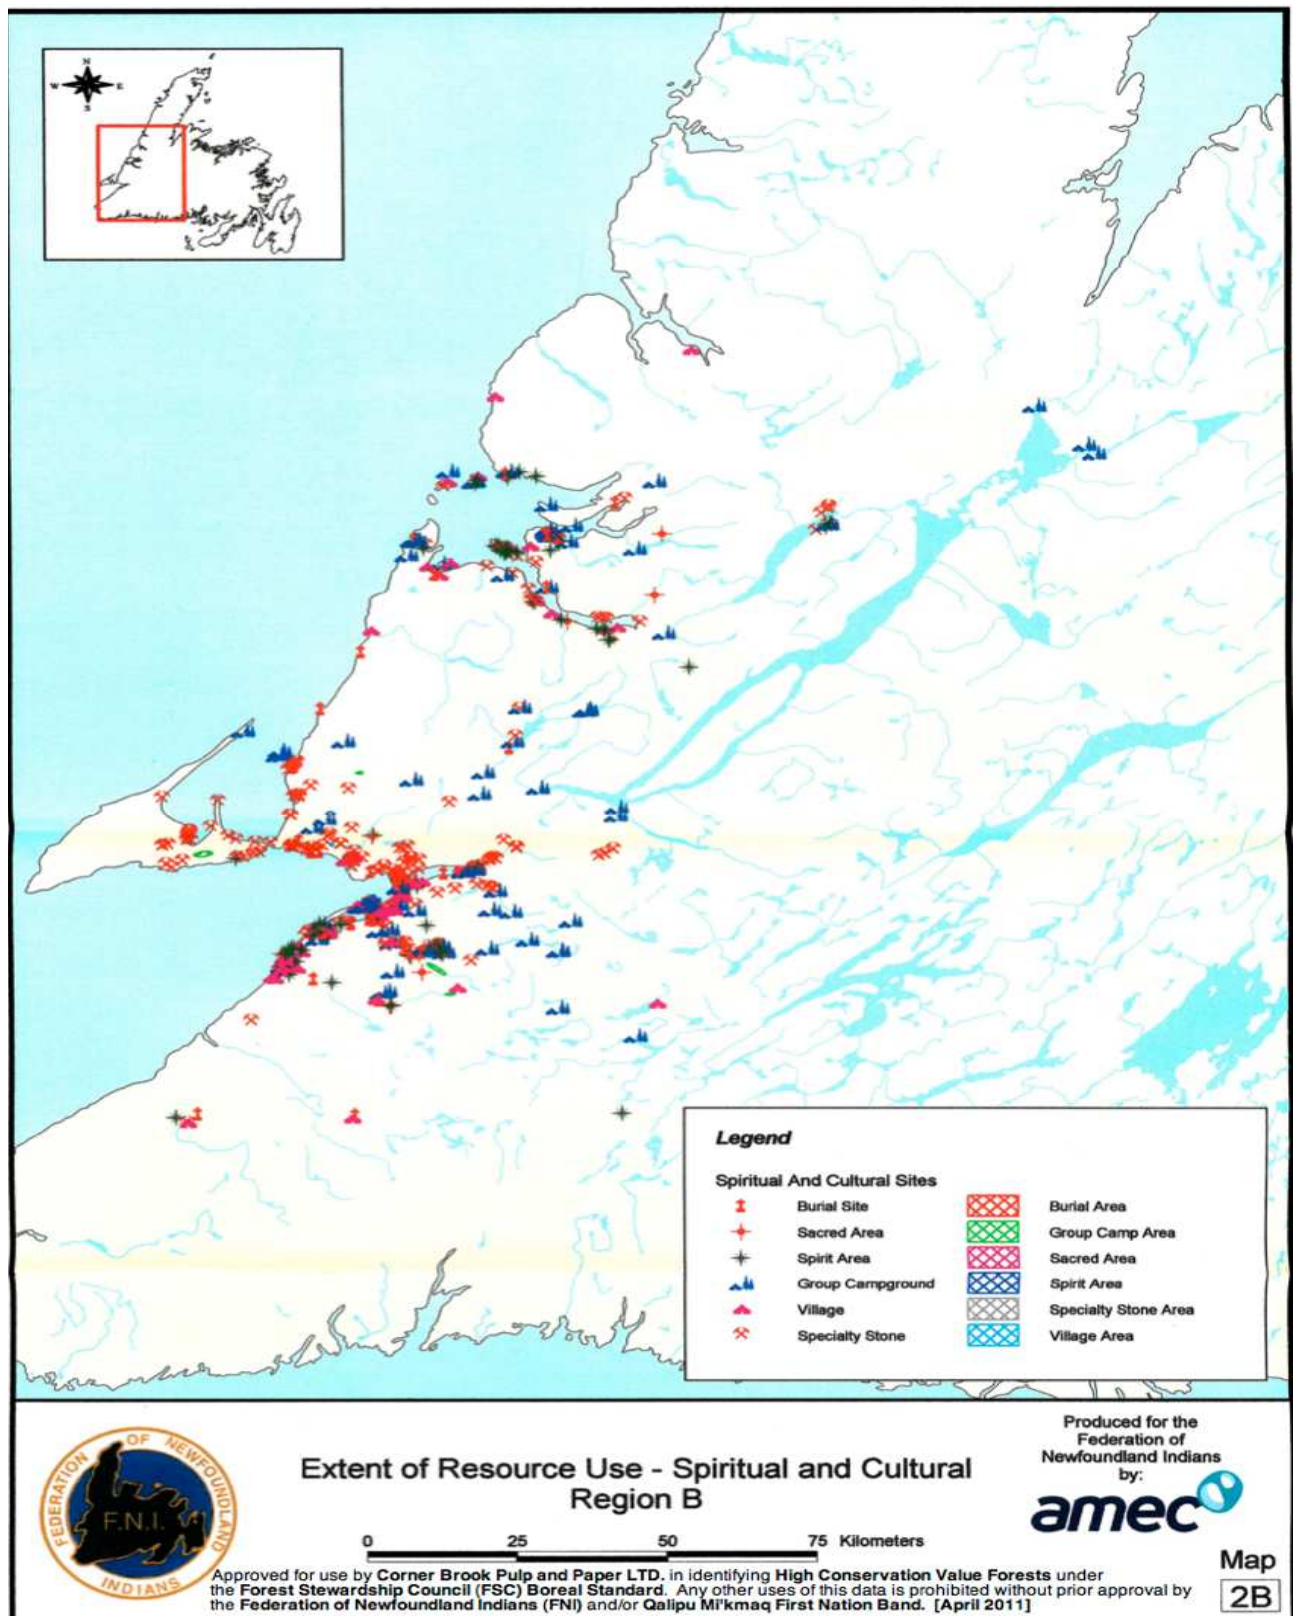 N
W
E
S
Legend
Spiritual And Cultural Sites
Burial Site
Burial Area
Sacred Area
Group Camp Area
Spirit Area
Sacred Area
Group Campground
Spirit Area
Village
Specialty Stone Area
Specialty Stone
Village Area
FEDERATION OF NEWFOUNDLAND
F.N.I.
INDIANS
Extent of Resource Use - Spiritual and Cultural
Region B
0 25 50 75 Kilometers
Produced for the
Federation of
Newfoundland Indians
by:
amec
Map
2B
Approved for use by Corner Brook Pulp and Paper LTD. in identifying High Conservation Value Forests under
the Forest Stewardship Council (FSC) Boreal Standard. Any other uses of this data is prohibited without prior approval by
the Federation of Newfoundland Indians (FNI) and/or Qalipu Mi'kmaq First Nation Band. [April 2011]